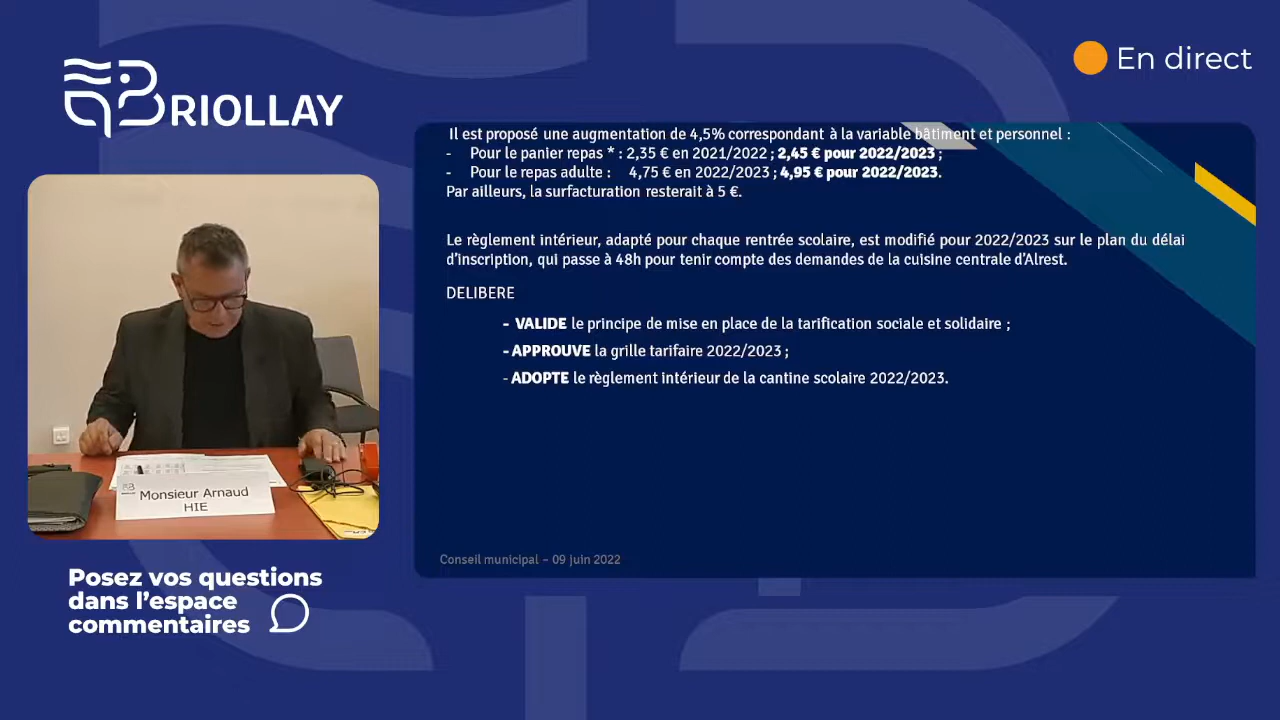 BRIOLLAY
En direct
Il est proposé une augmentation de 4,5% correspondant à la variable bâtiment et personnel :
- Pour le panier repas * : 2,35 € en 2021/2022 ; 2,45 € pour 2022/2023 ;
- Pour le repas adulte : 4,75 € en 2022/2023 ; 4,95 € pour 2022/2023.
Par ailleurs, la surfacturation resterait à 5 €.
Le règlement intérieur, adapté pour chaque rentrée scolaire, est modifié pour 2022/2023 sur le plan du délai
d'inscription, qui passe à 48h pour tenir compte des demandes de la cuisine centrale d'Alrest.
DELIBERE
- VALIDE le principe de mise en place de la tarification sociale et solidaire ;
- APPROUVE la grille tarifaire 2022/2023 ;
- ADOPTE le règlement intérieur de la cantine scolaire 2022/2023.
Conseil municipal – 09 juin 2022
Monsieur Arnaud
HIE
Posez vos questions
dans l'espace
commentaires